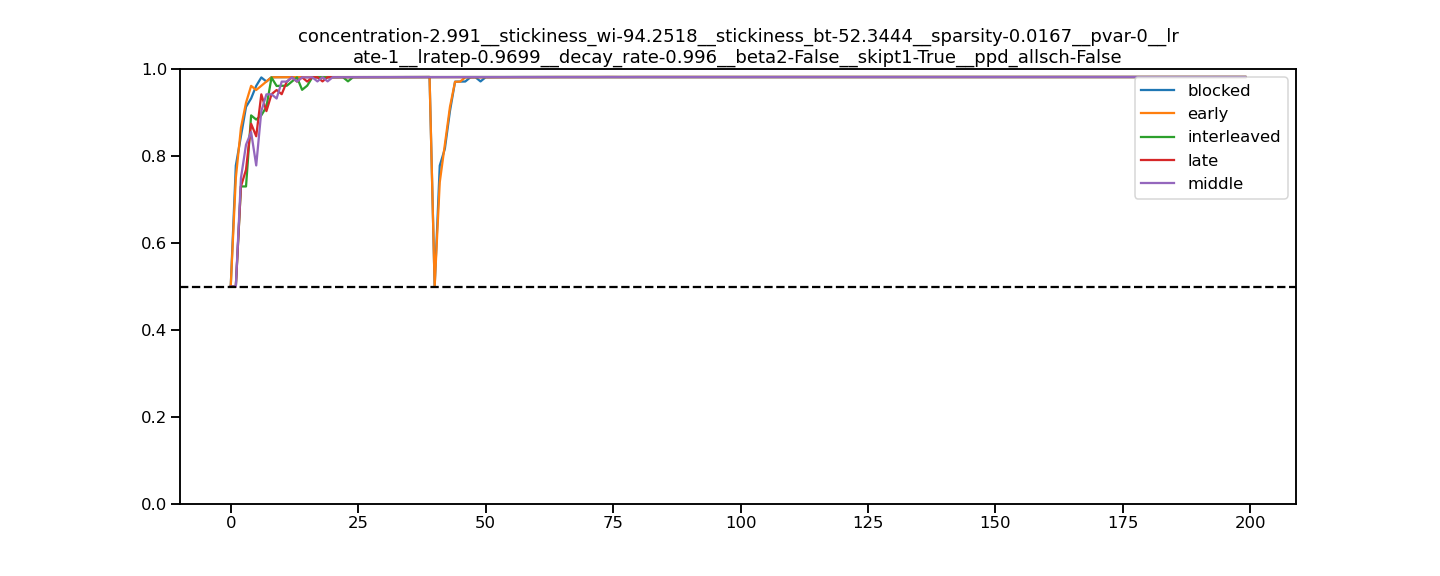 concentration-2.991__stickiness_wi-94.2518__stickiness_bt-52.3444__sparsity-0.0167__pvar-0__lr
ate-1__lratep-0.9699__decay_rate-0.996__beta2-False__skipt1-True__ppd_allsch-False
1.0
0.8
0.6
0.4
0.2
0.0
blocked
early
interleaved
late
middle
0 25 50 75 100 125 150 175 200